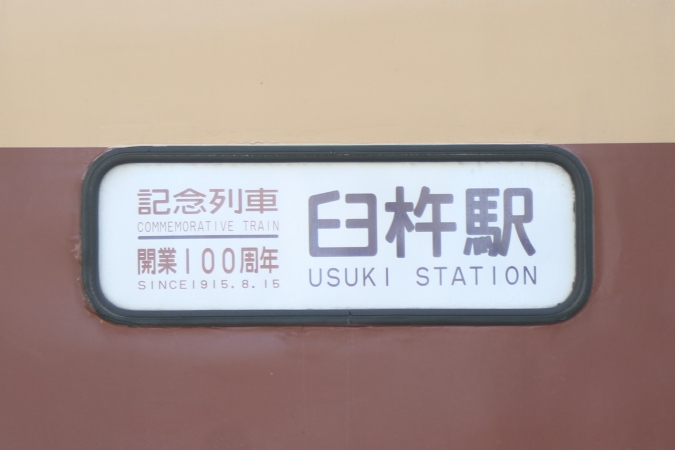 記念列車
COMMEMORATIVE TRAIN
開業100周年
SINCE1915.8.15
臼杵駅
USUKI STATION